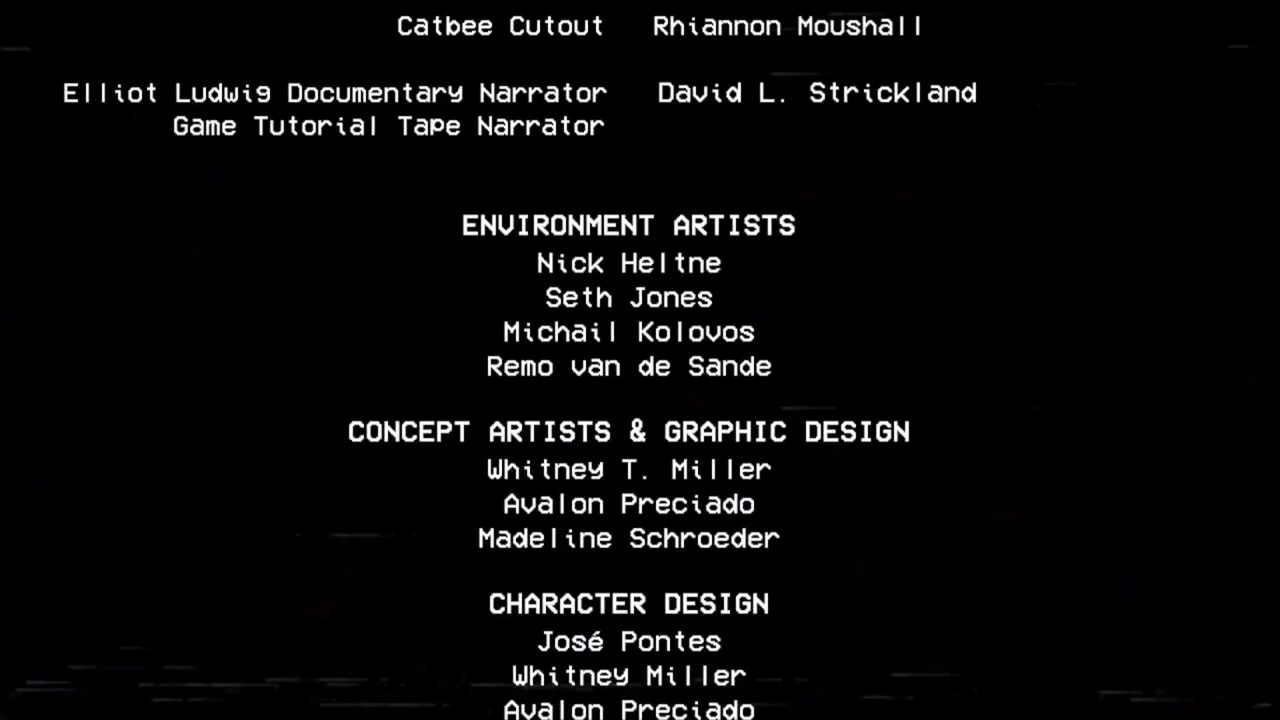 Catbee Cutout Rhiannon Moushall
Elliot Ludwig Documentary Narrator David L. Strickland
Game Tutorial Tape Narrator
ENVIRONMENT ARTISTS
Nick Heltne
Seth Jones
Michail Kolovos
Remo van de Sande
CONCEPT ARTISTS & GRAPHIC DESIGN
Whitney T. Miller
Avalon Preciado
Madeline Schroeder
CHARACTER DESIGN
José Pontes
Whitney Miller
Avalon Preciado